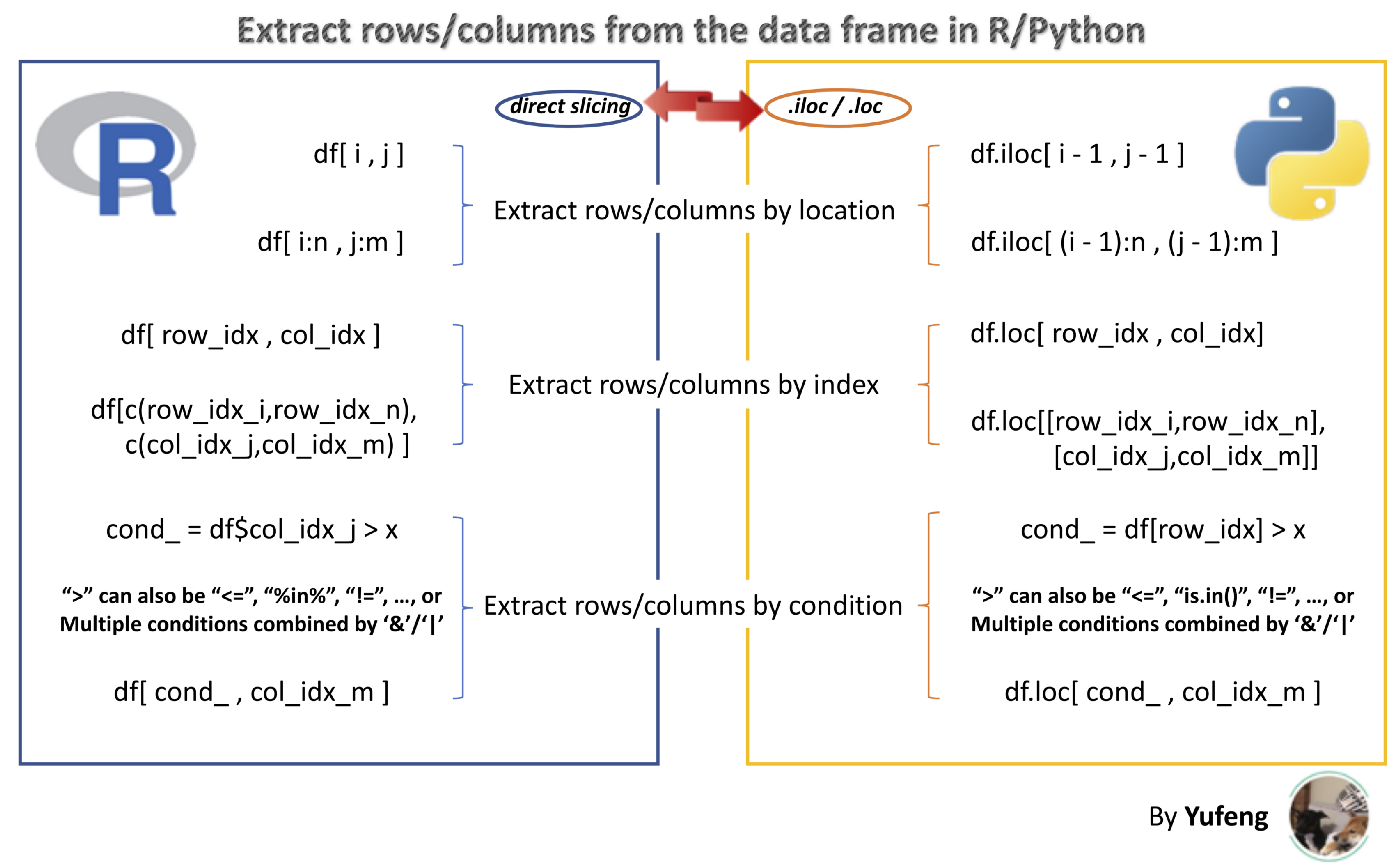 Extract rows/columns from the data frame in R/Python
direct slicing
.iloc / .loc
R
df[ i , j ]
df[ i:n , j:m ]
Extract rows/columns by location
df.iloc[ i - 1 , j - 1 ]
df.iloc[ (i - 1):n , (j - 1):m ]
df[ row_idx , col_idx ]
df[c(row_idx_i,row_idx_n),
c(col_idx_j,col_idx_m) ]
Extract rows/columns by index
df.loc[ row_idx , col_idx]
df.loc[[row_idx_i,row_idx_n],
[col_idx_j,col_idx_m]]
cond_ = df$col_idx_j > x
“>” can also be “<=”, “%in%”, “!=”, …, or
Multiple conditions combined by ‘&’/‘|’
df[ cond_ , col_idx_m ]
Extract rows/columns by condition
cond_ = df[row_idx] > x
“>” can also be “<=”, “is.in()”, “!=”, …, or
Multiple conditions combined by ‘&’/‘|’
df.loc[ cond_ , col_idx_m ]
By Yufeng